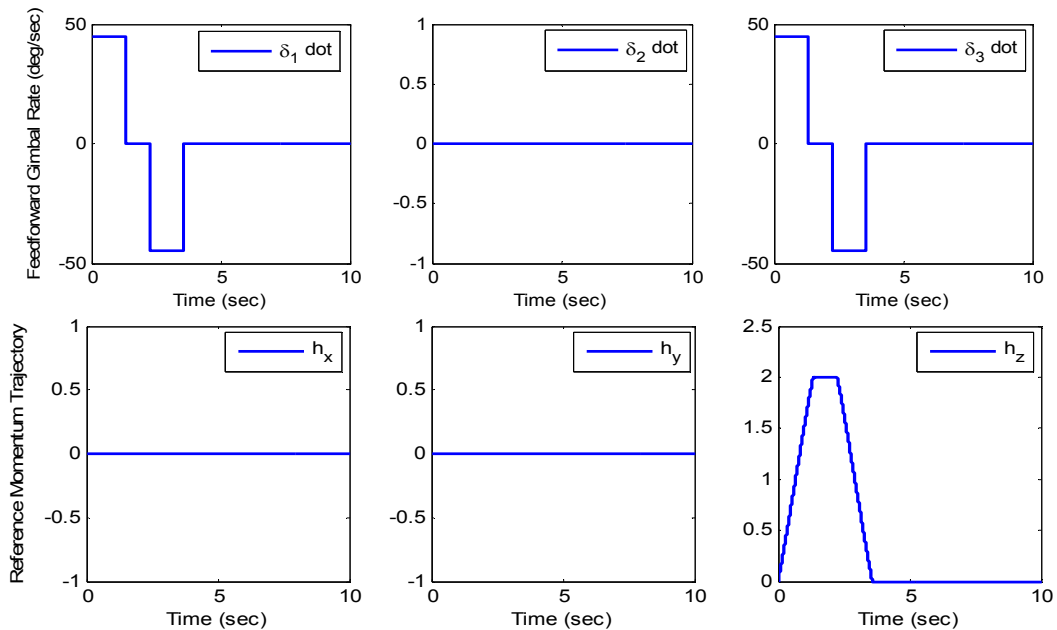 Feedforward Gimbal Rate (deg/sec)
50
0
-50
0 5 10
Time (sec)
δ1 dot
1
0.5
0
-0.5
-1
0 5 10
Time (sec)
δ2 dot
50
0
-50
0 5 10
Time (sec)
δ3 dot
Reference Momentum Trajectory
1
0.5
0
-0.5
-1
0 5 10
Time (sec)
hx
1
0.5
0
-0.5
-1
0 5 10
Time (sec)
hy
2.5
2
1.5
1
0.5
0
0 5 10
Time (sec)
hz